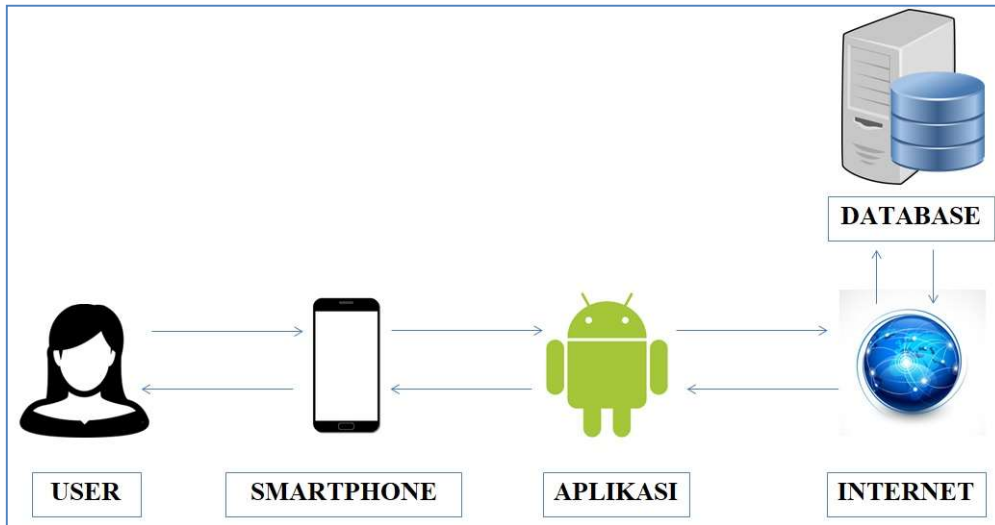 DATABASE
USER
SMARTPHONE
APLIKASI
INTERNET